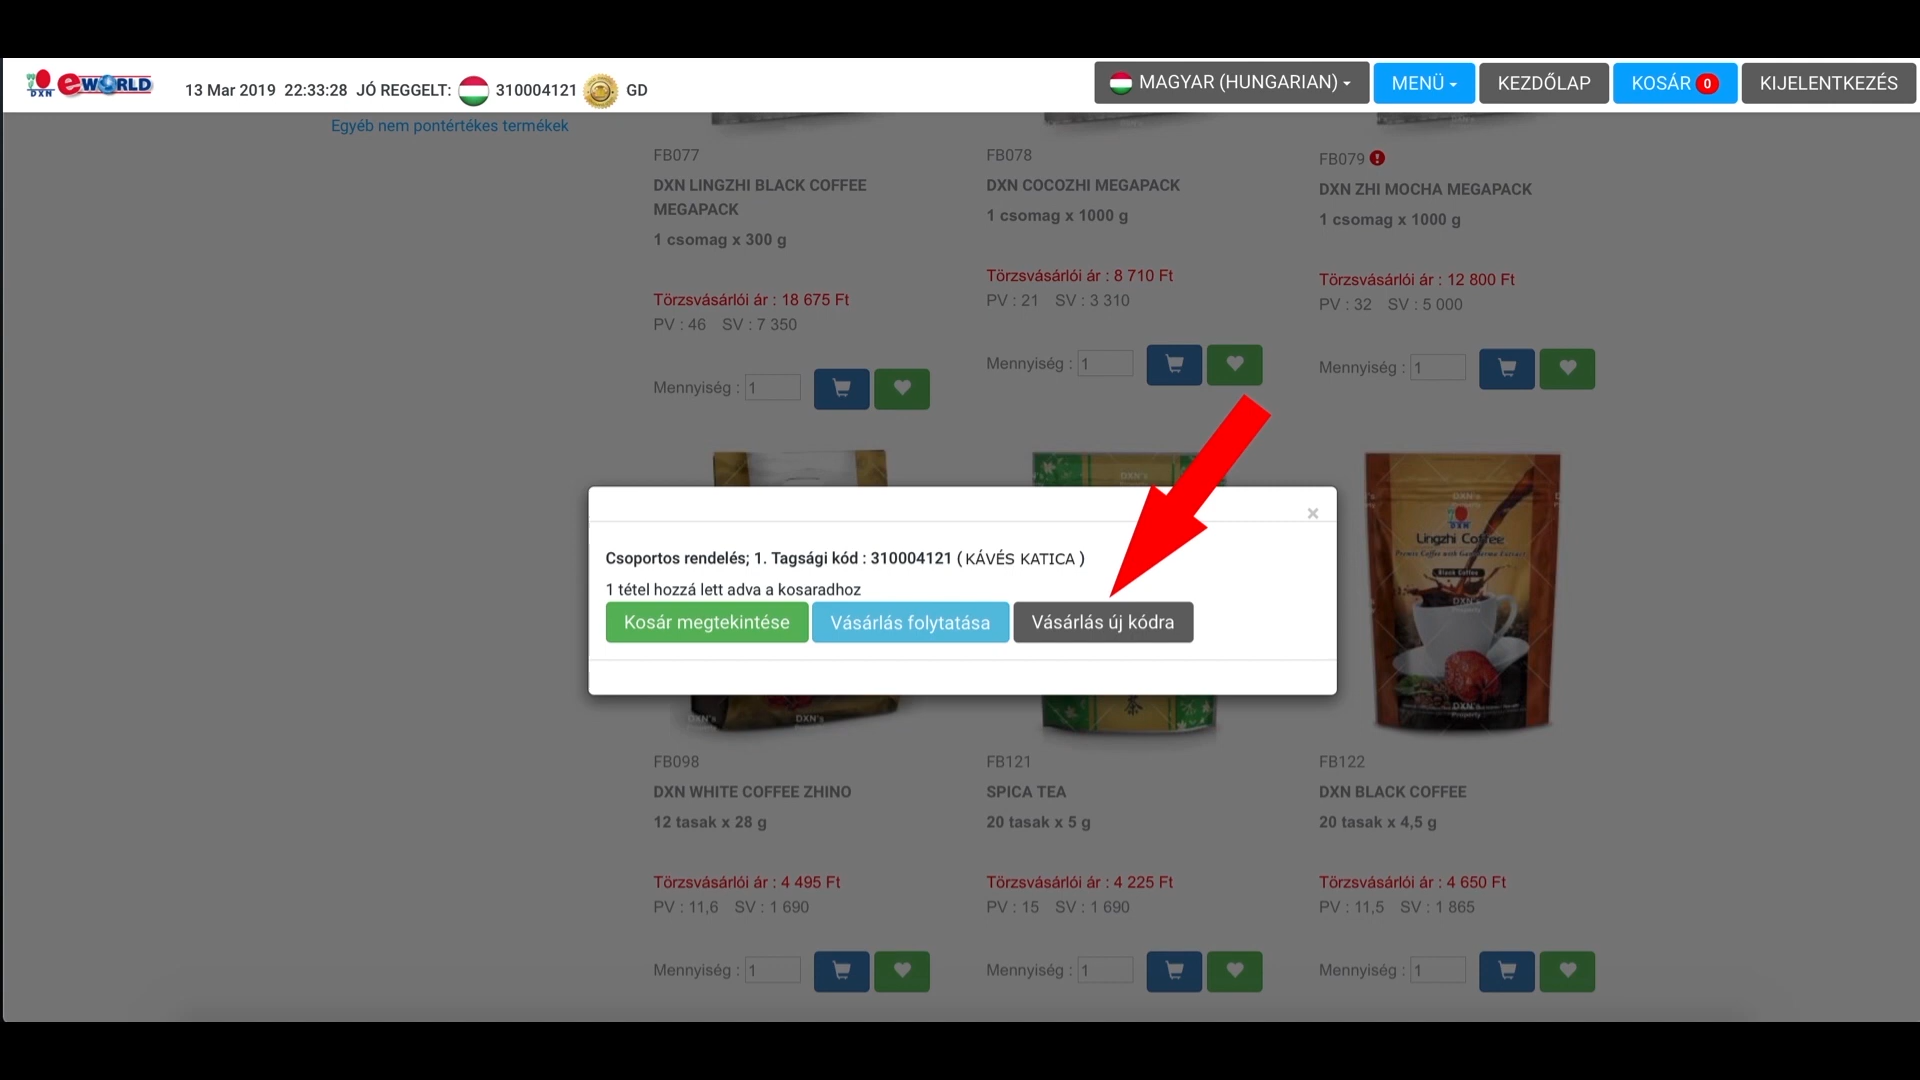 DXN eWORLD
13 Mar 2019 22:33:28 JÓ REGGELT: 310004121 GD
MAGYAR (HUNGARIAN)
MENÜ
KEZDŐLAP
KOSÁR 0
KIJELENTKEZÉS
Egyéb nem pontértékes termékek
FB077
DXN LINGZHI BLACK COFFEE
MEGAPACK
1 csomag x 300 g
Törzsvásárlói ár : 18 675 Ft
PV : 46 SV : 7 350
Mennyiség : 1
FB078
DXN COCOZHI MEGAPACK
1 csomag x 1000 g
Törzsvásárlói ár : 8 710 Ft
PV : 21 SV : 3 310
Mennyiség : 1
FB079
DXN ZHI MOCHA MEGAPACK
1 csomag x 1000 g
Törzsvásárlói ár : 12 800 Ft
PV : 32 SV : 5 000
Mennyiség : 1
×
Csoportos rendelés; 1. Tagsági kód : 310004121 ( KÁVÉS KATICA )
1 tétel hozzá lett adva a kosaradhoz
Kosár megtekintése
Vásárlás folytatása
Vásárlás új kódra
DXN
Lingzhi Coffee
Black Coffee
FB098
DXN WHITE COFFEE ZHINO
12 tasak x 28 g
Törzsvásárlói ár : 4 495 Ft
PV : 11,6 SV : 1 690
Mennyiség : 1
FB121
SPICA TEA
20 tasak x 5 g
Törzsvásárlói ár : 4 225 Ft
PV : 15 SV : 1 690
Mennyiség : 1
FB122
DXN BLACK COFFEE
20 tasak x 4,5 g
Törzsvásárlói ár : 4 650 Ft
PV : 11,5 SV : 1 865
Mennyiség : 1